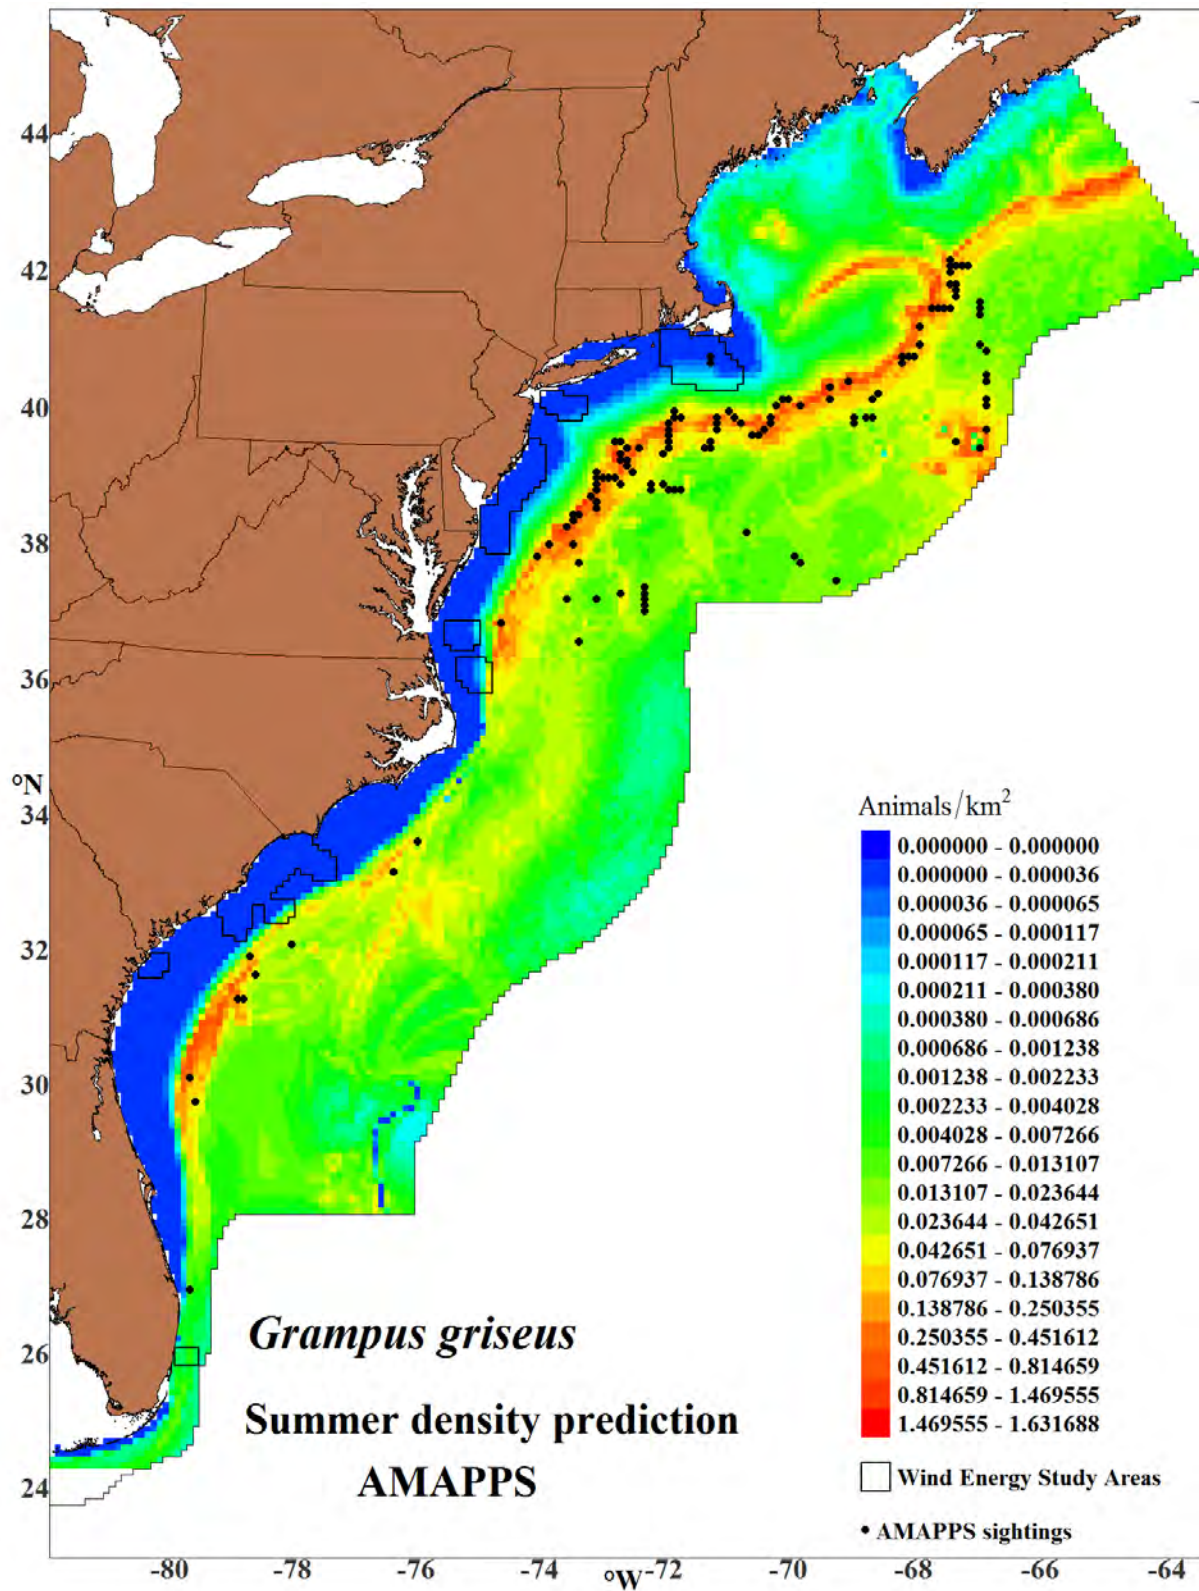 44
42
40
38
36
°N
34
32
30
28
26
24
Animals/km²
0.000000 - 0.000000
0.000000 - 0.000036
0.000036 - 0.000065
0.000065 - 0.000117
0.000117 - 0.000211
0.000211 - 0.000380
0.000380 - 0.000686
0.000686 - 0.001238
0.001238 - 0.002233
0.002233 - 0.004028
0.004028 - 0.007266
0.007266 - 0.013107
0.013107 - 0.023644
0.023644 - 0.042651
0.042651 - 0.076937
0.076937 - 0.138786
0.138786 - 0.250355
0.250355 - 0.451612
0.451612 - 0.814659
0.814659 - 1.469555
1.469555 - 1.631688
Wind Energy Study Areas
AMAPPS sightings
Grampus griseus
Summer density prediction
AMAPPS
-80 -78 -76 -74 °W -72 -70 -68 -66 -64